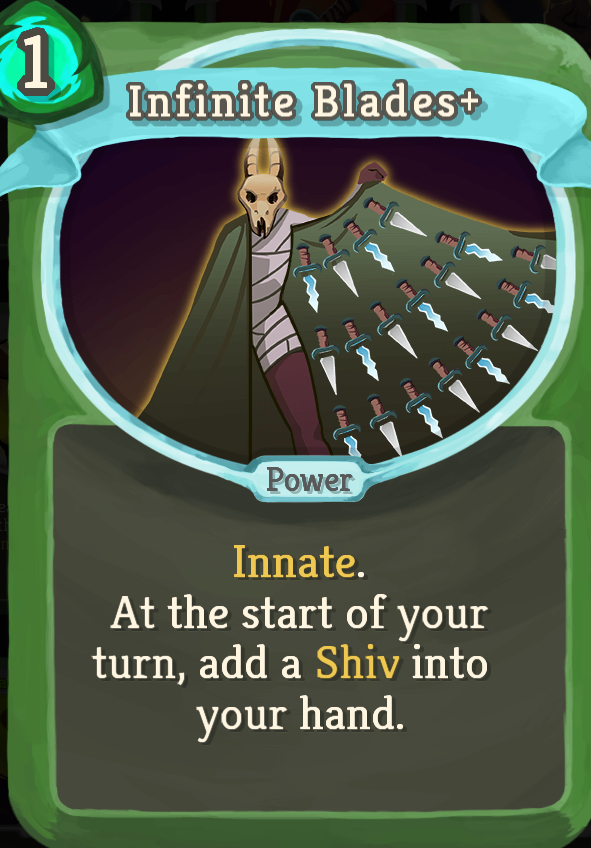 1
Infinite Blades+
Power
Innate.
At the start of your
turn, add a Shiv into
your hand.